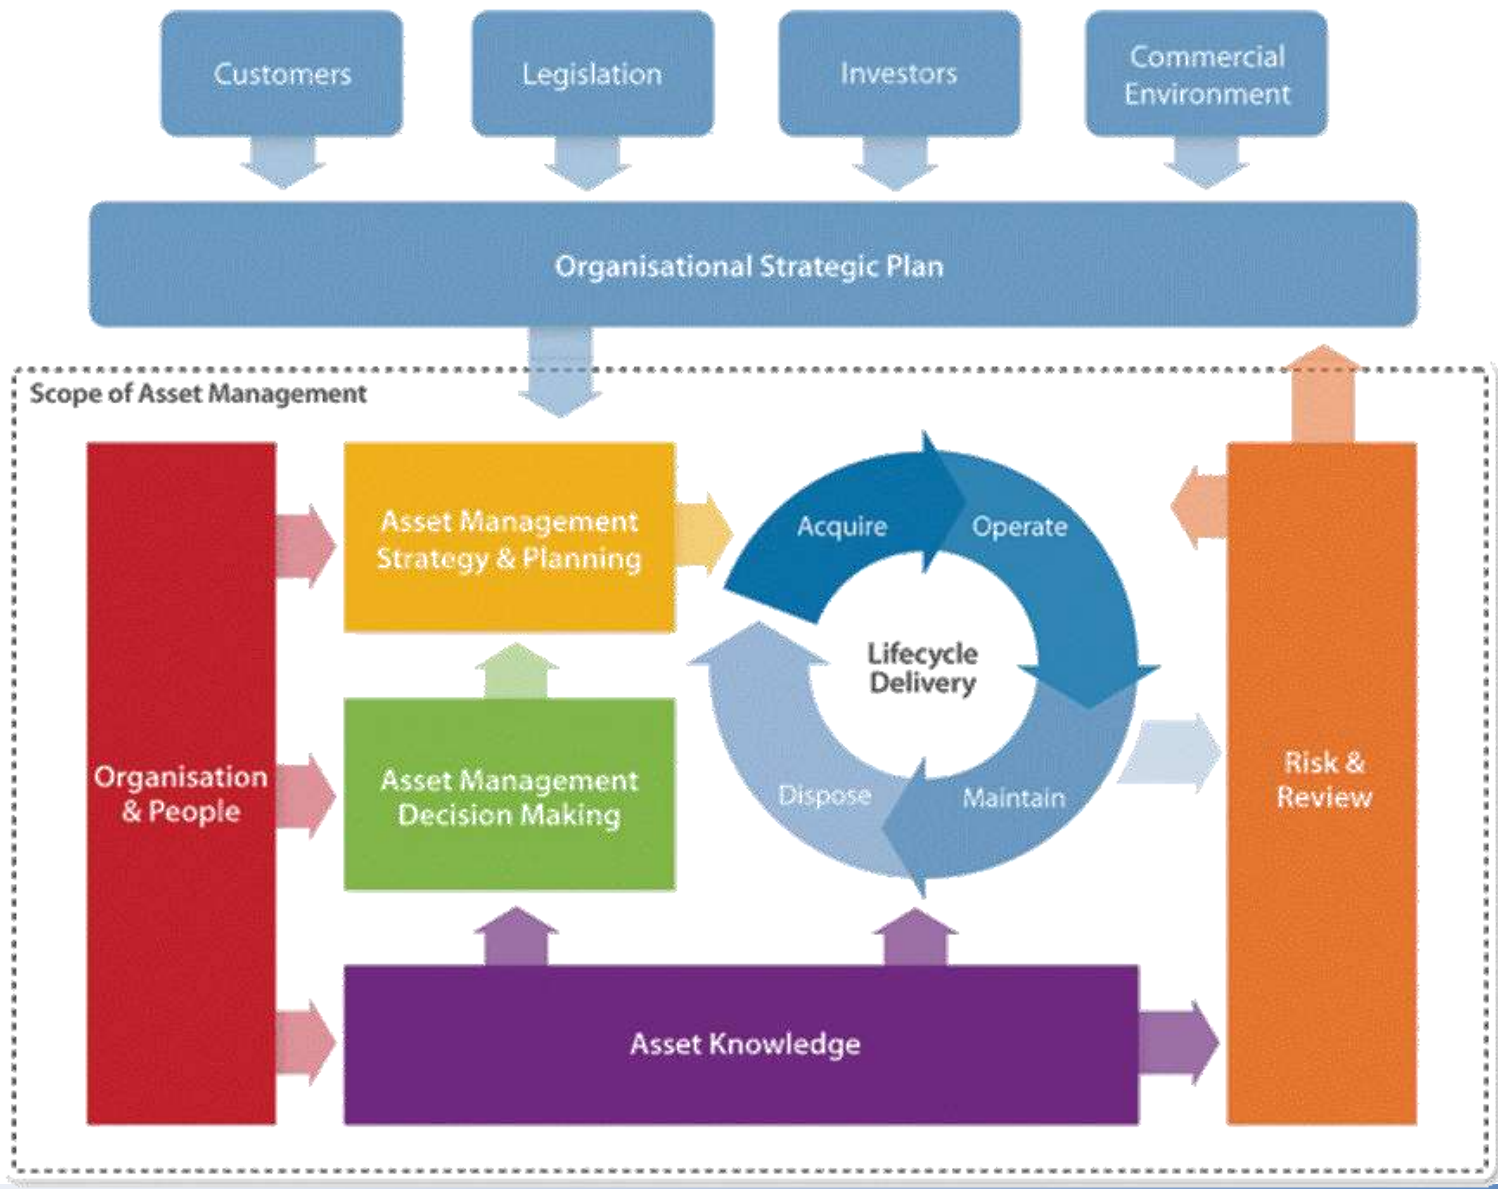 Customers
Legislation
Investors
Commercial
Environment
Organisational Strategic Plan
Scope of Asset Management
Asset Management
Strategy & Planning
Acquire
Operate
Lifecycle
Delivery
Organisation
& People
Asset Management
Decision Making
Dispose
Maintain
Risk &
Review
Asset Knowledge